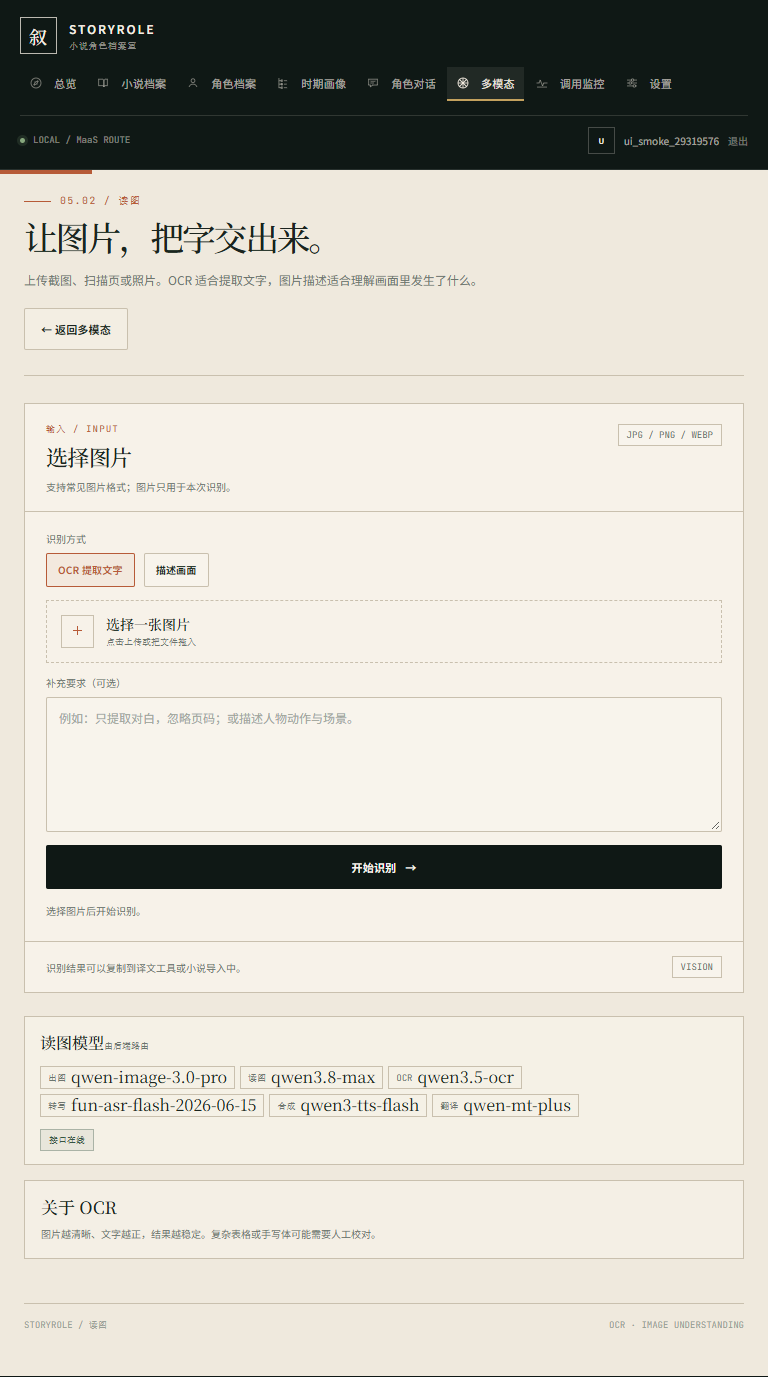 叙
STORYROLE
小说角色档案室
总览 小说档案 角色档案 时期画像 角色对话 多模态 调用监控 设置
LOCAL / MaaS ROUTE
U ui_smoke_29319576 退出
05.02 / 读图
让图片，把字交出来。
上传截图、扫描页或照片。OCR 适合提取文字，图片描述适合理解画面里发生了什么。
← 返回多模态
输入 / INPUT
JPG / PNG / WEBP
选择图片
支持常见图片格式；图片只用于本次识别。
识别方式
OCR 提取文字 描述画面
选择一张图片
点击上传或把文件拖入
补充要求（可选）
例如：只提取对白，忽略页码；或描述人物动作与场景。
开始识别 →
选择图片后开始识别。
识别结果可以复制到译文工具或小说导入中。
VISION
读图模型由后端路由
出图 qwen-image-3.0-pro 读图 qwen3.8-max OCR qwen3.5-ocr
转写 fun-asr-flash-2026-06-15 合成 qwen3-tts-flash 翻译 qwen-mt-plus
接口在线
关于 OCR
图片越清晰、文字越正，结果越稳定。复杂表格或手写体可能需要人工校对。
STORYROLE / 读图
OCR · IMAGE UNDERSTANDING